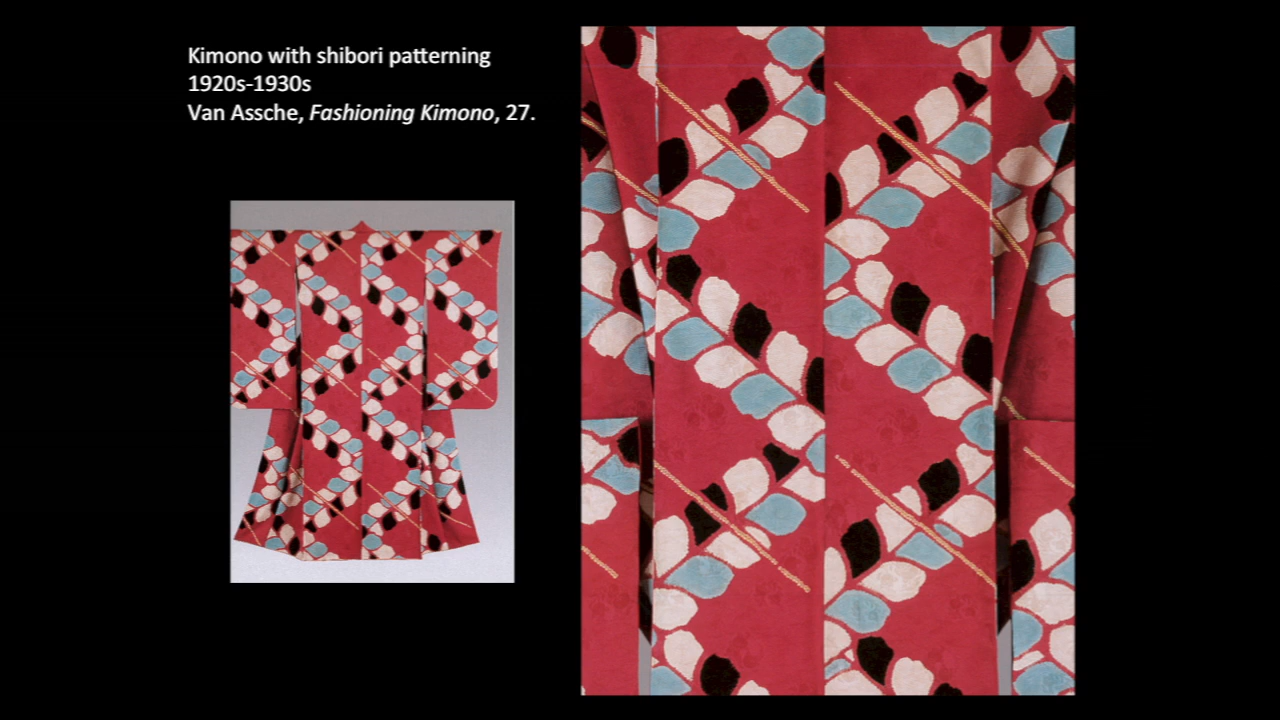 Kimono with shibori patterning
1920s-1930s
Van Assche, Fashioning Kimono, 27.